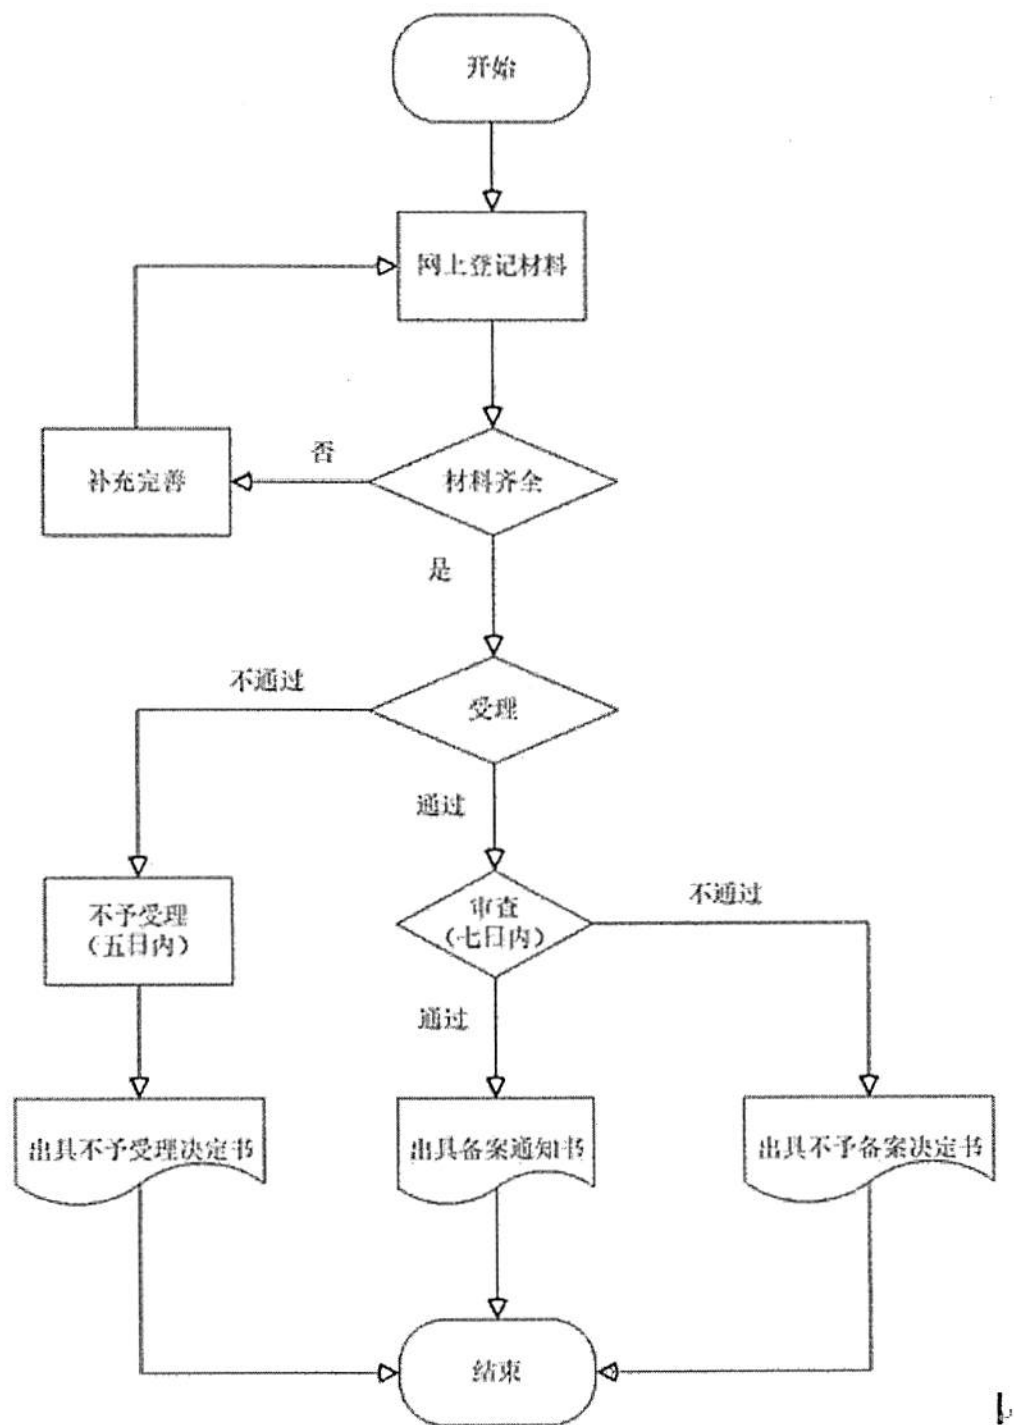 开始
网上登记材料
否
补充完善
材料齐全
是
不通过
受理
通过
不予受理
（五日内）
审查
（七日内）
不通过
通过
出具不予受理决定书
出具备案通知书
出具不予备案决定书
结束